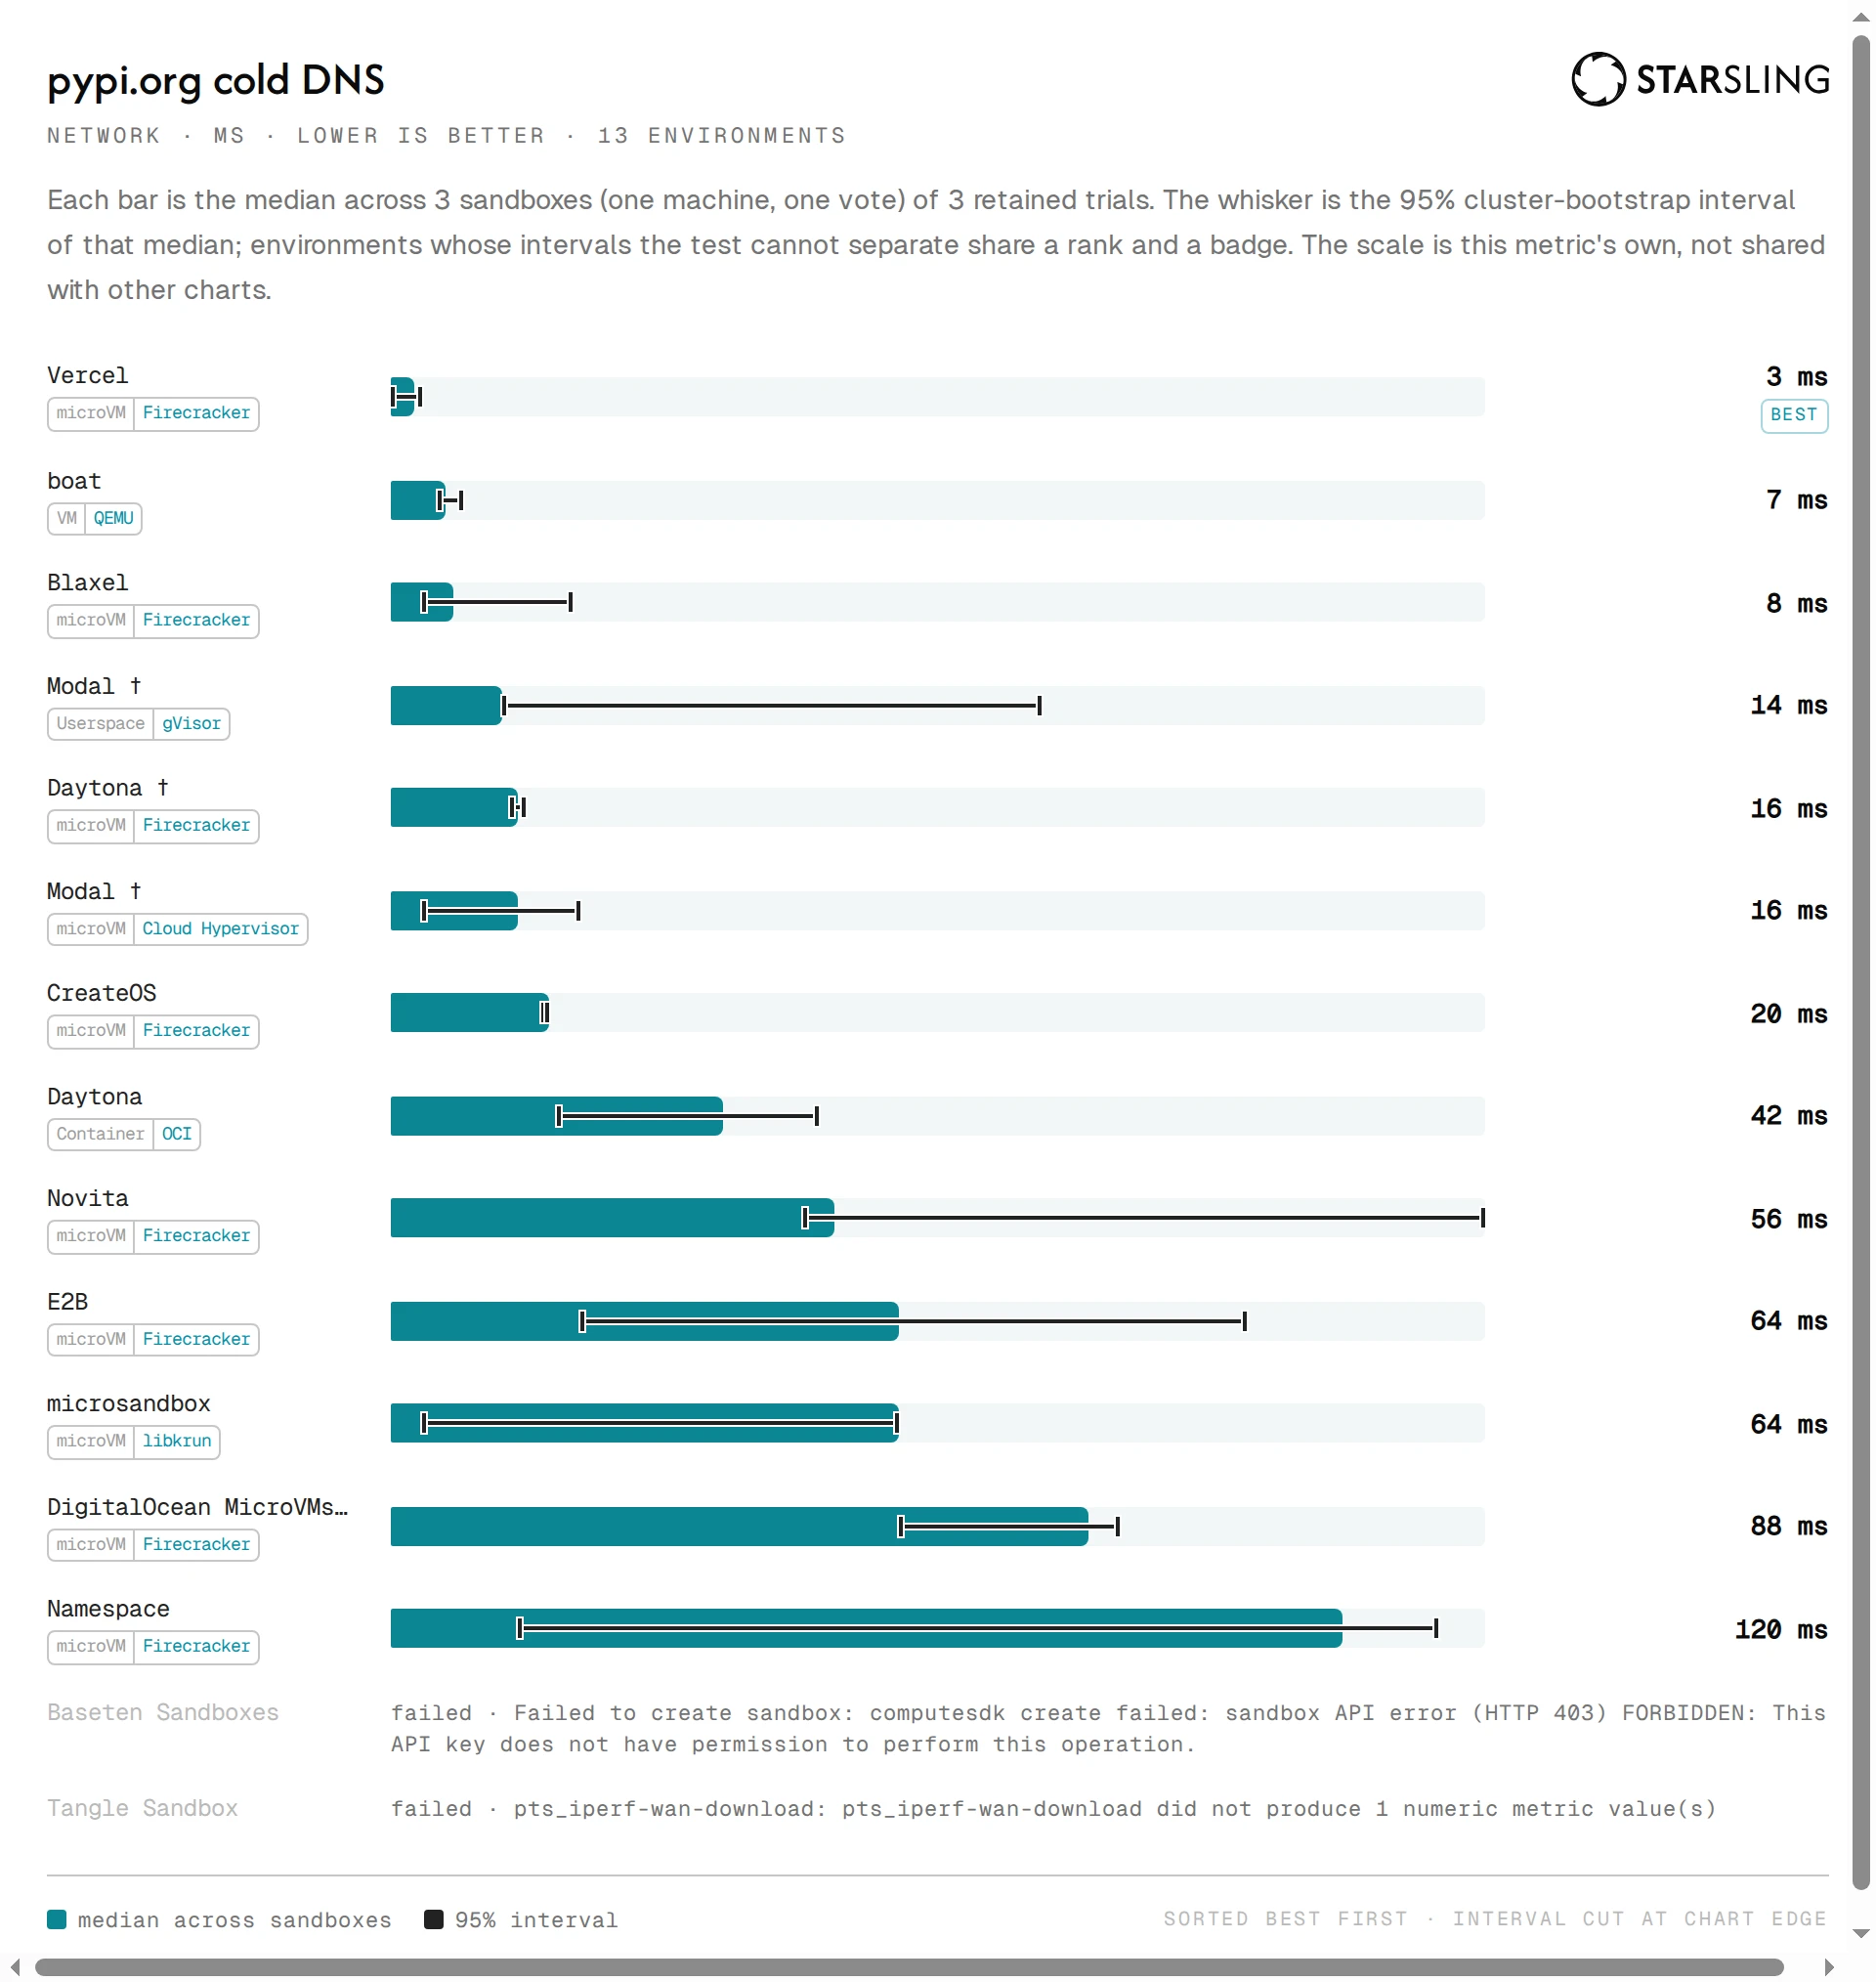 pypi.org cold DNS
STARSLING
NETWORK · MS · LOWER IS BETTER · 13 ENVIRONMENTS
Each bar is the median across 3 sandboxes (one machine, one vote) of 3 retained trials. The whisker is the 95% cluster-bootstrap interval
of that median; environments whose intervals the test cannot separate share a rank and a badge. The scale is this metric's own, not shared
with other charts.
Vercel
microVM Firecracker
3 ms
BEST
boat
VM QEMU
7 ms
Blaxel
microVM Firecracker
8 ms
Modal †
Userspace gVisor
14 ms
Daytona †
microVM Firecracker
16 ms
Modal †
microVM Cloud Hypervisor
16 ms
CreateOS
microVM Firecracker
20 ms
Daytona
Container OCI
42 ms
Novita
microVM Firecracker
56 ms
E2B
microVM Firecracker
64 ms
microsandbox
microVM libkrun
64 ms
DigitalOcean MicroVMs…
microVM Firecracker
88 ms
Namespace
microVM Firecracker
120 ms
Baseten Sandboxes
failed · Failed to create sandbox: computesdk create failed: sandbox API error (HTTP 403) FORBIDDEN: This
API key does not have permission to perform this operation.
Tangle Sandbox
failed · pts_iperf-wan-download: pts_iperf-wan-download did not produce 1 numeric metric value(s)
median across sandboxes
95% interval
SORTED BEST FIRST · INTERVAL CUT AT CHART EDGE